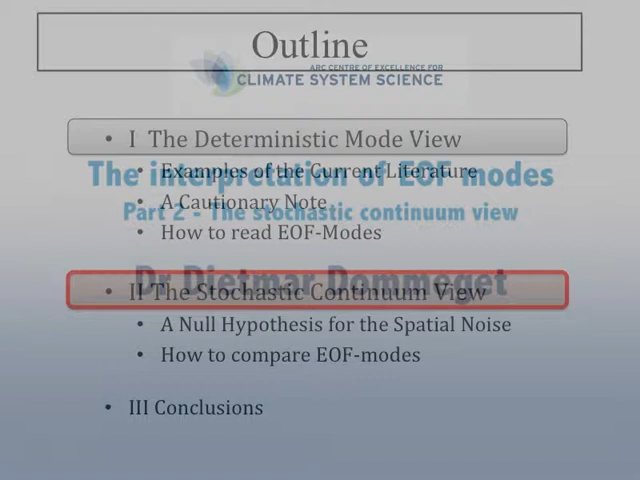 Outline
ARC CENTRE OF EXCELLENCE FOR
CLIMATE SYSTEM SCIENCE
• I The Deterministic Mode View
• Examples of the Current Literature
The interpretation of EOF modes
• A Cautionary Note
Part 2 - The stochastic continuum view
• How to read EOF-Modes
Dr Dietmar Dommeget
• II The Stochastic Continuum View
• A Null Hypothesis for the Spatial Noise
• How to compare EOF-modes
• III Conclusions